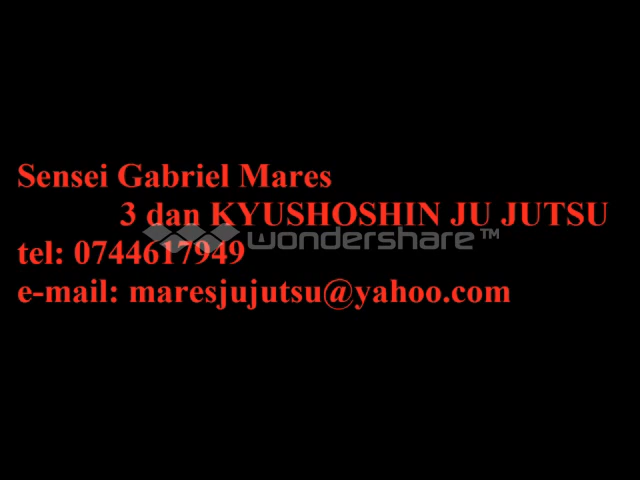 Sensei Gabriel Mares
3 dan KYUSHOSHIN JU JUTSU
wondershare™
tel: 0744617949
e-mail: maresjujutsu@yahoo.com